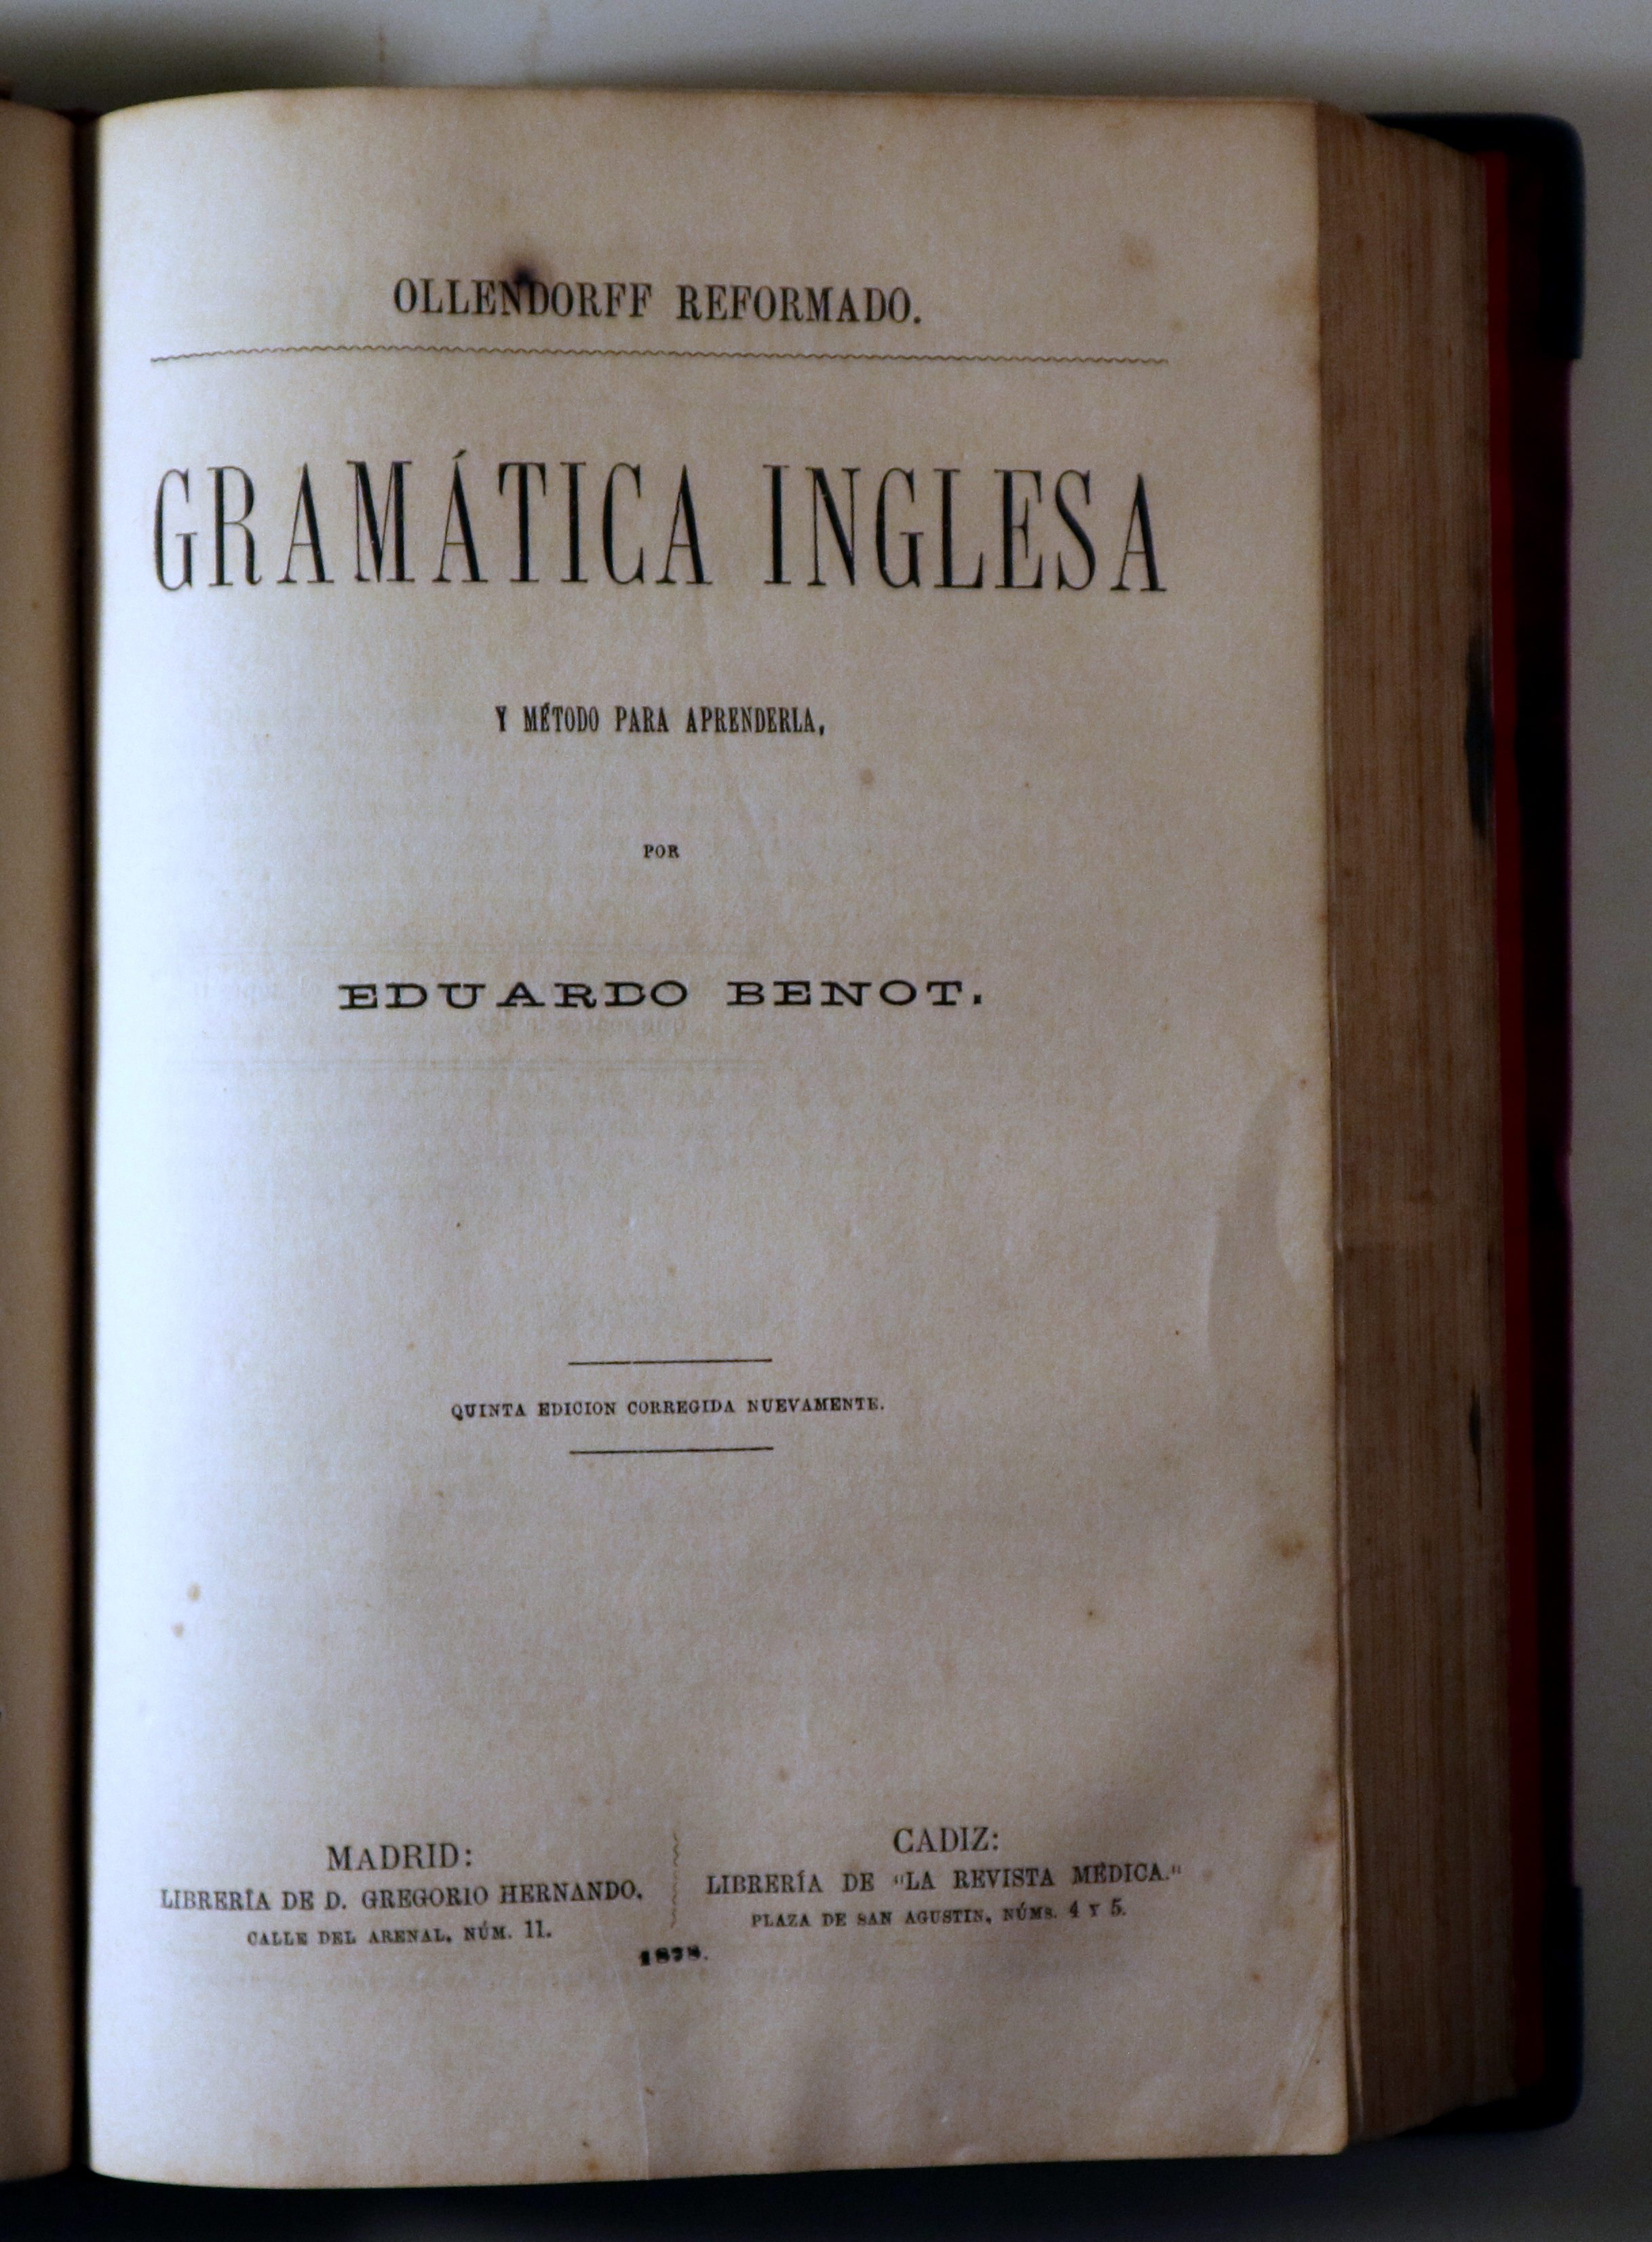 OLLENDORFF REFORMADO.
GRAMÁTICA INGLESA
Y MÉTODO PARA APRENDERLA,
POR
EDUARDO BENOT.
QUINTA EDICION CORREGIDA NUEVAMENTE.
MADRID:
LIBRERÍA DE D. GREGORIO HERNANDO,
CALLE DEL ARENAL, NÚM. 11.
CADIZ:
LIBRERÍA DE "LA REVISTA MÉDICA."
PLAZA DE SAN AGUSTIN, NÚMS. 4 Y 5.
1878.